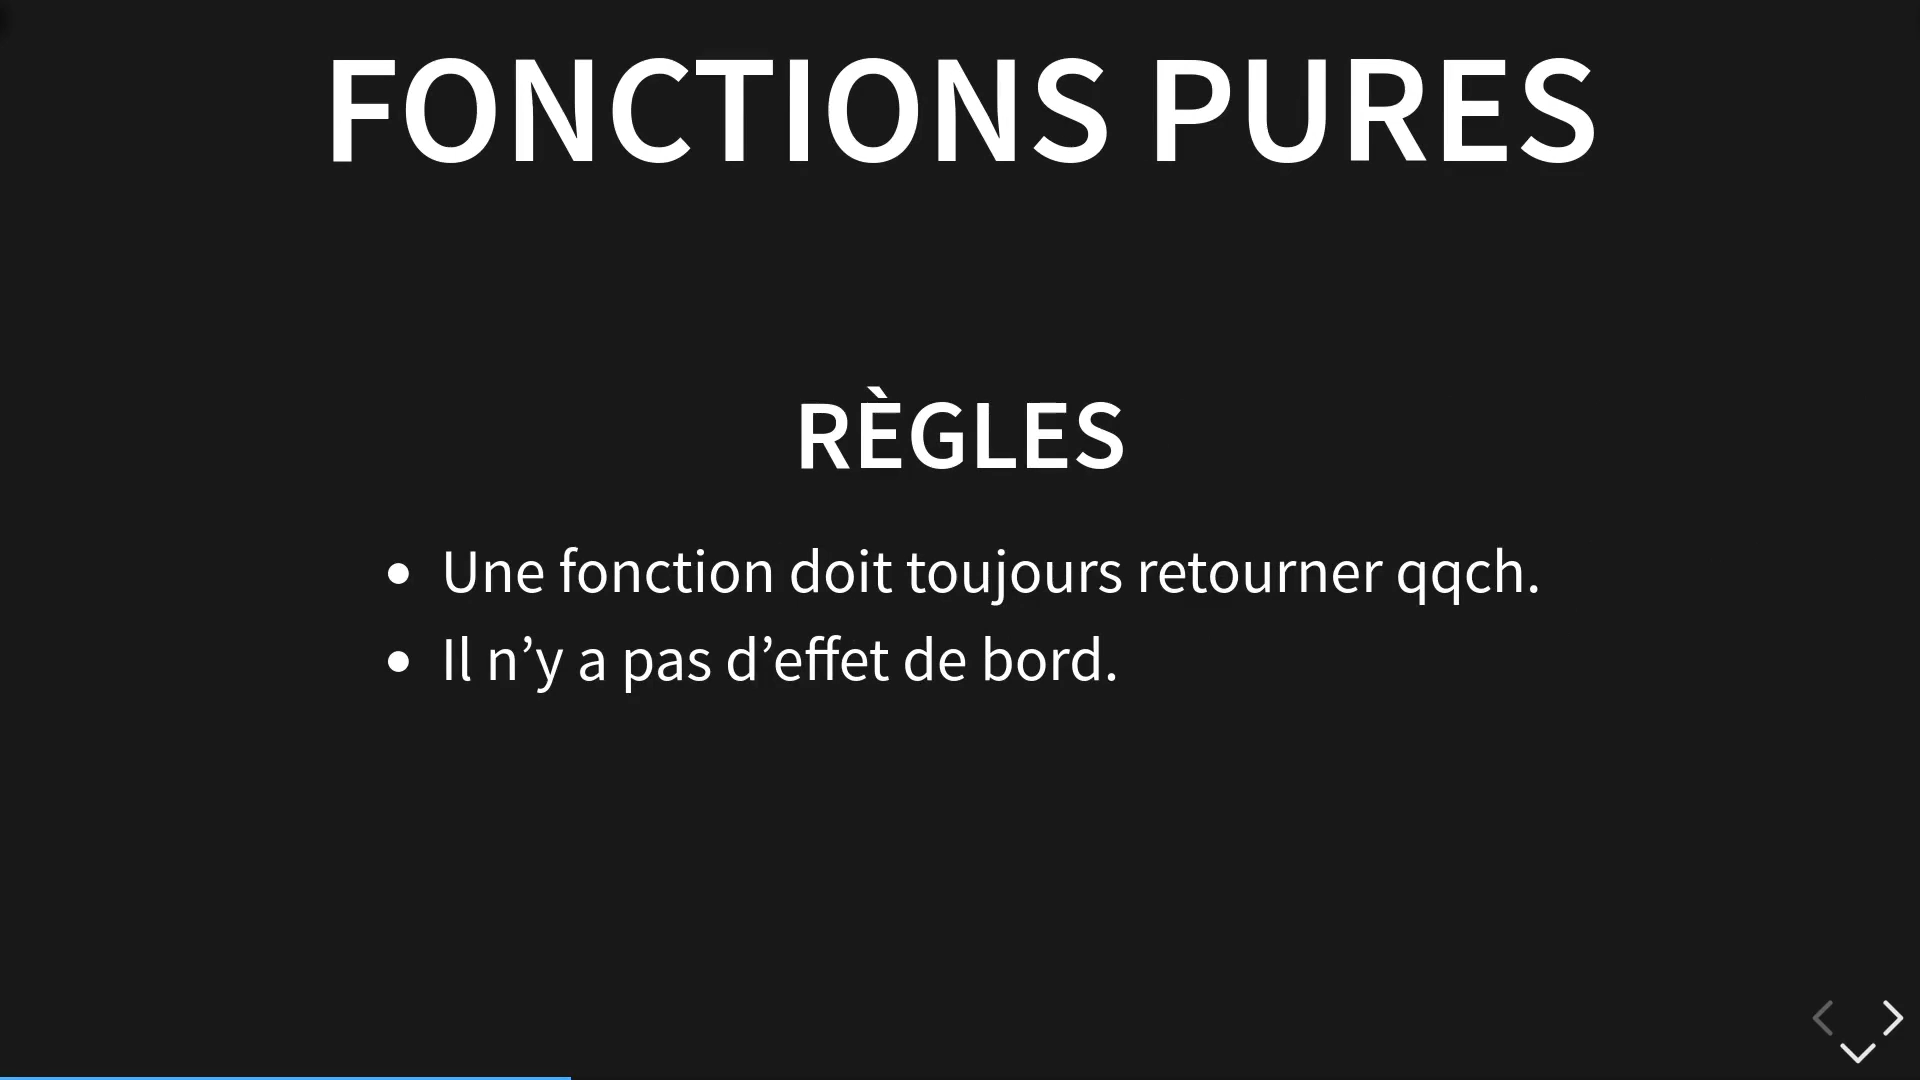 FONCTIONS PURES
RÈGLES
• Une fonction doit toujours retourner qqch.
• Il n’y a pas d’effet de bord.